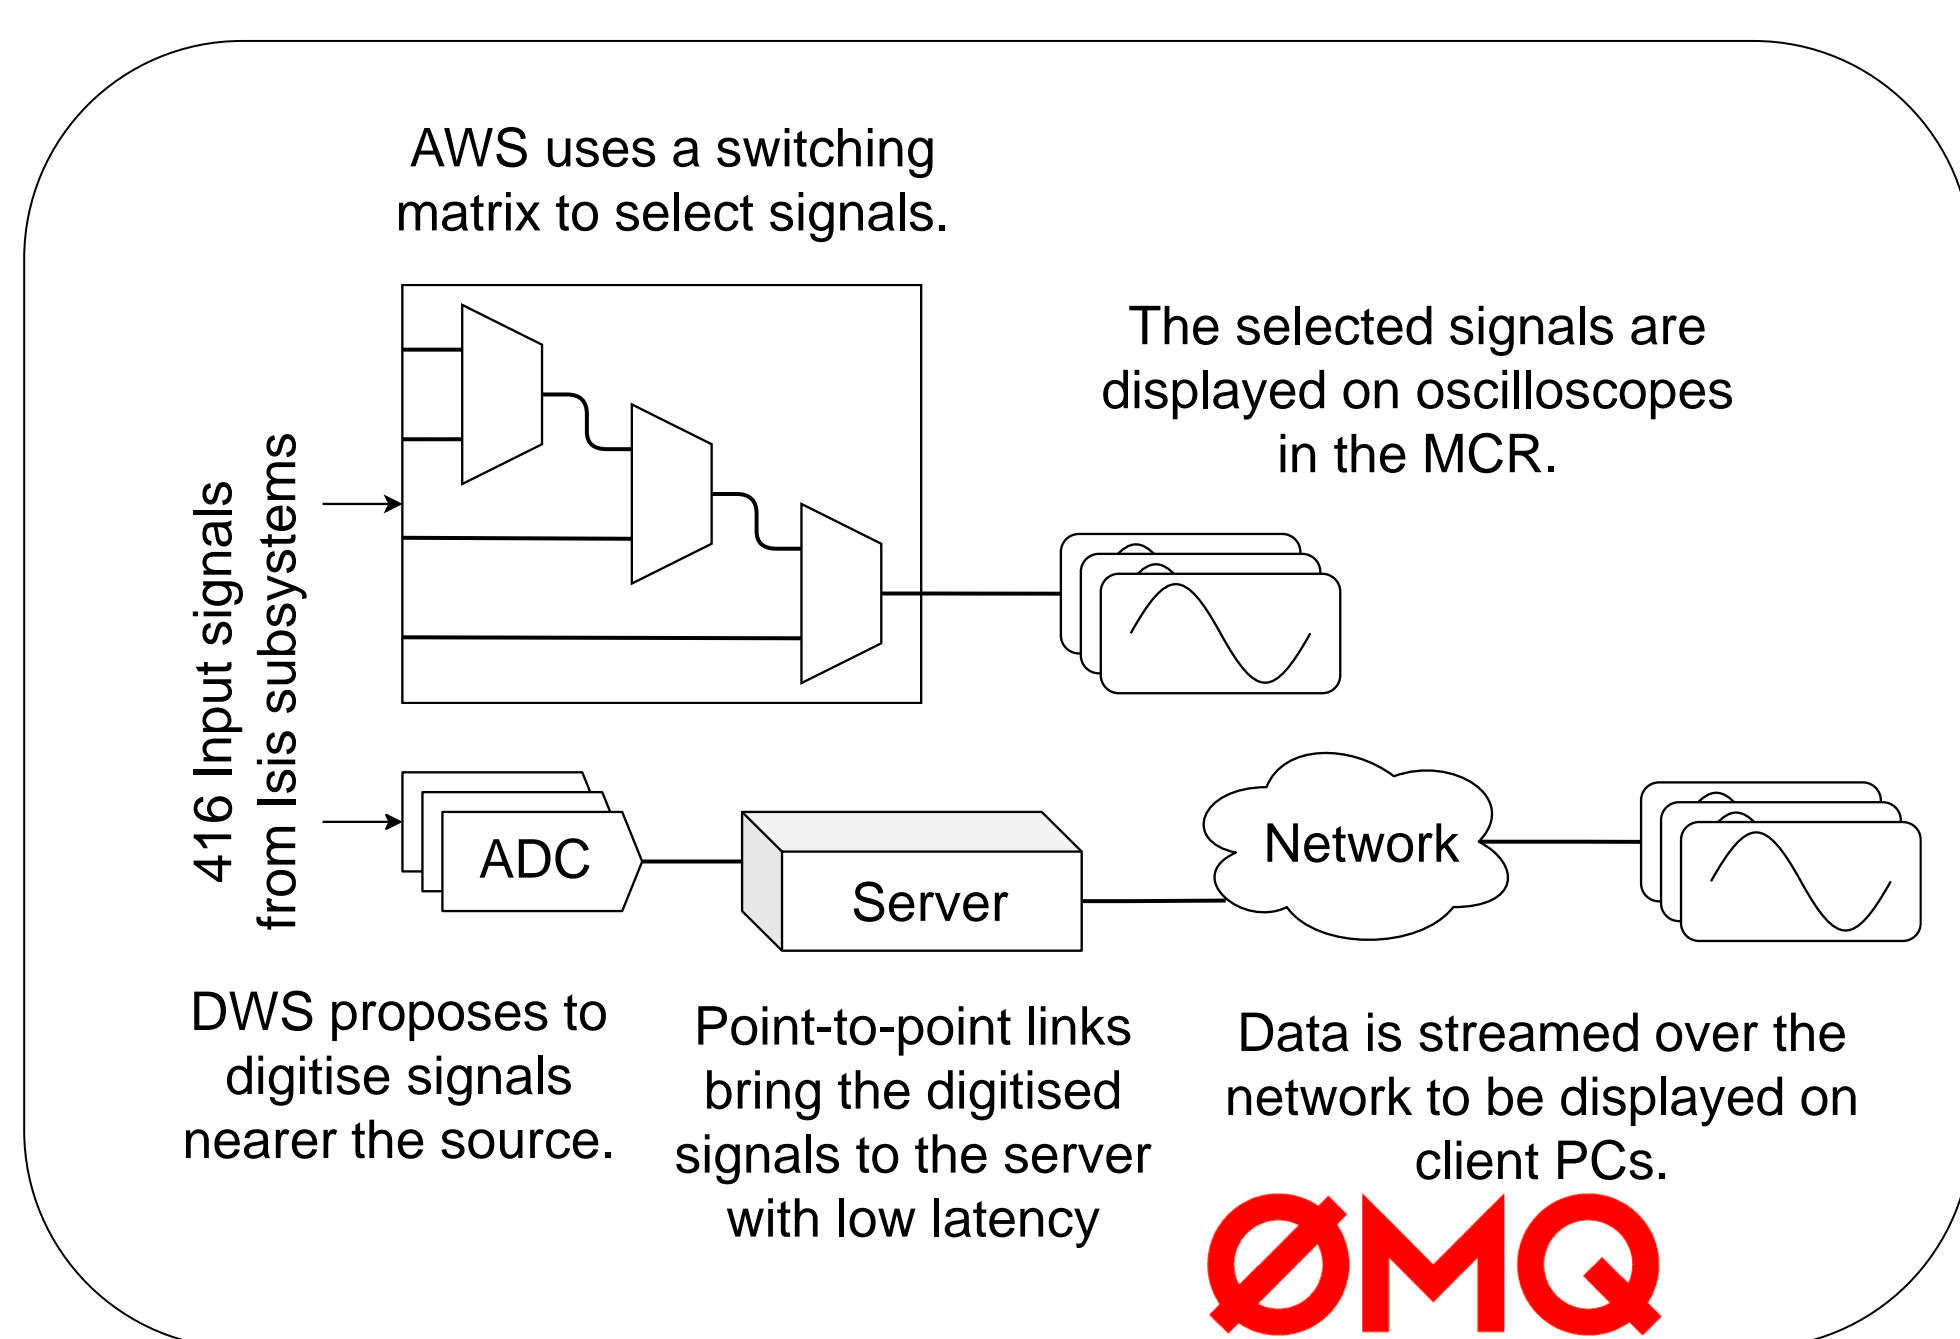 AWS uses a switching
matrix to select signals.
The selected signals are
displayed on oscilloscopes
in the MCR.
416 Input signals
from Isis subsystems
ADC
Server
Network
DWS proposes to
digitise signals
nearer the source.
Point-to-point links
bring the digitised
signals to the server
with low latency
Data is streamed over the
network to be displayed on
client PCs.
ØMQ